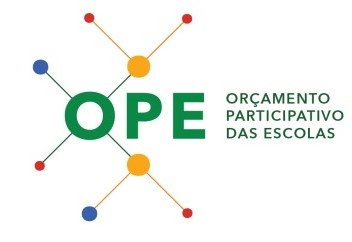 OPE
ORÇAMENTO
PARTICIPATIVO
DAS ESCOLAS